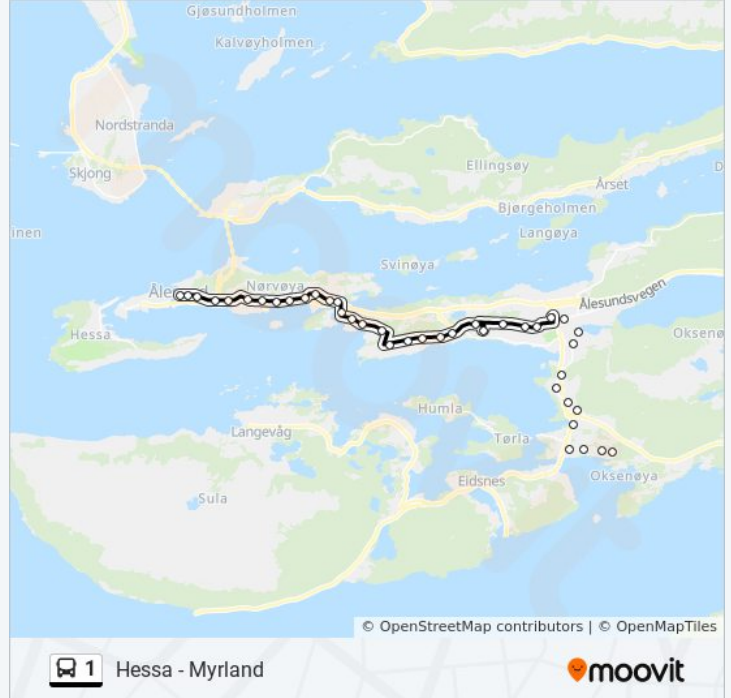 Gjøsundholmen
Kalvøyholmen
Nordstranda
Ellingsøy
Skjong
Årset
D
Bjørgeholmen
inen
Langøya
Svinøya
Nørvøya
Ålesundsvegen
Hessa
Oksenø
Humla
Langevåg
Tørla
Eidsnes
Oksenøya
Sula
© OpenStreetMap contributors | © OpenMapTiles
1 Hessa - Myrland
moovit